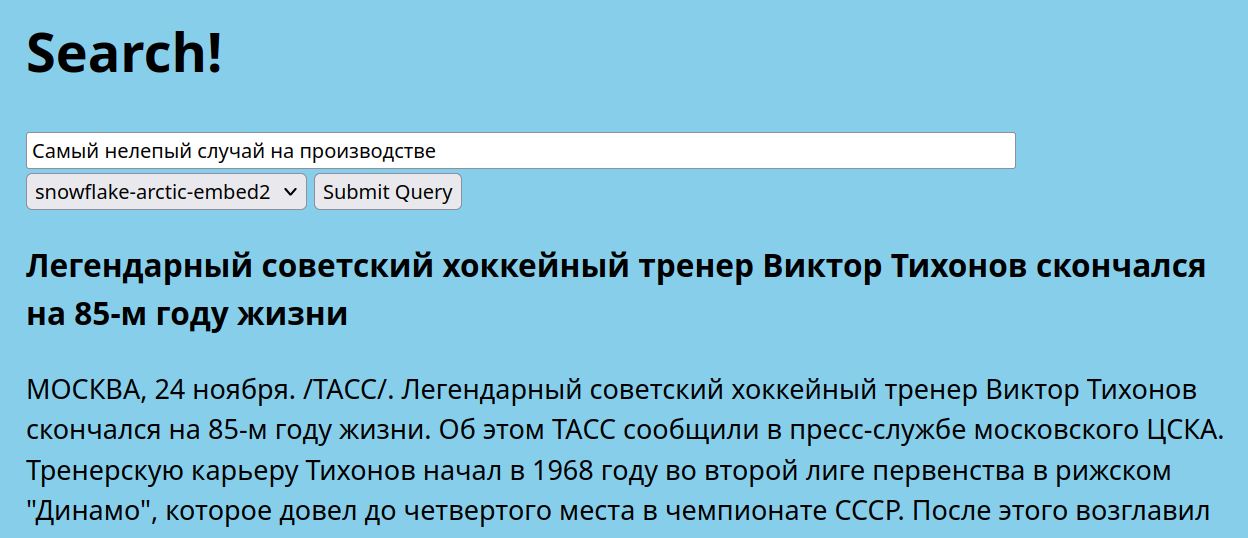 Search!
Самый нелепый случай на производстве
snowflake-arctic-embed2 Submit Query
Легендарный советский хоккейный тренер Виктор Тихонов скончался
на 85-м году жизни
МОСКВА, 24 ноября. /ТАСС/. Легендарный советский хоккейный тренер Виктор Тихонов
скончался на 85-м году жизни. Об этом ТАСС сообщили в пресс-службе московского ЦСКА.
Тренерскую карьеру Тихонов начал в 1968 году во второй лиге первенства в рижском
"Динамо", которое довел до четвертого места в чемпионате СССР. После этого возглавил